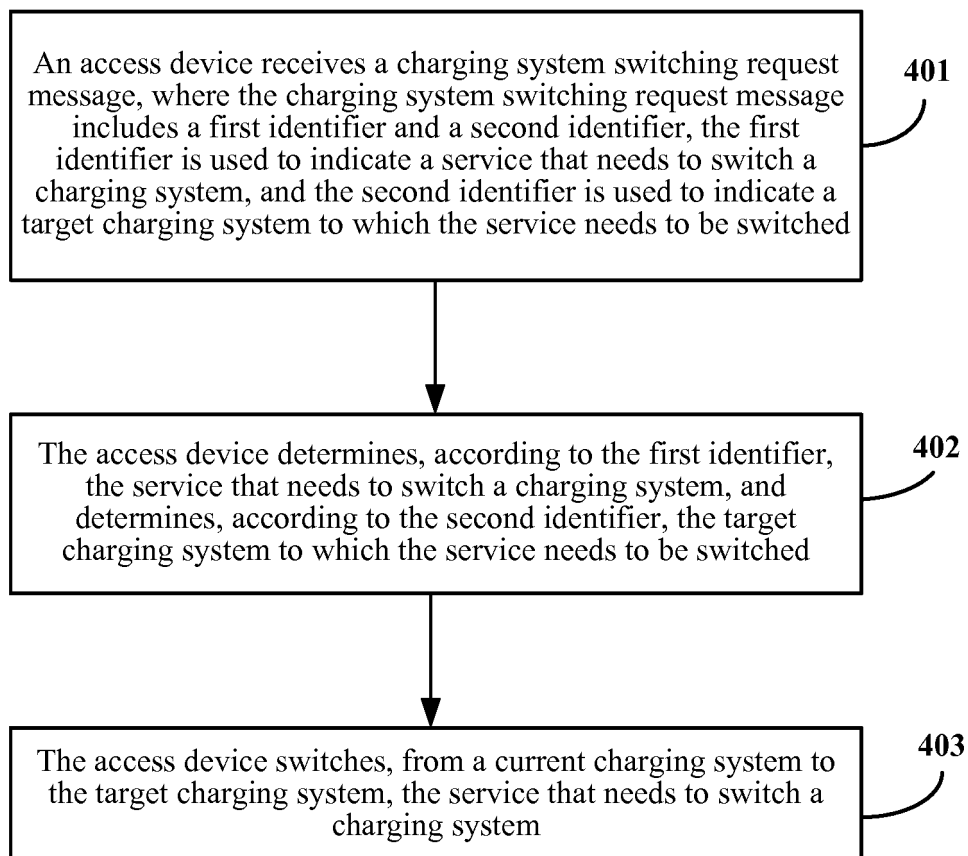 An access device receives a charging system switching request
message, where the charging system switching request message
includes a first identifier and a second identifier, the first
identifier is used to indicate a service that needs to switch a
charging system, and the second identifier is used to indicate a
target charging system to which the service needs to be switched
401
The access device determines, according to the first identifier,
the service that needs to switch a charging system, and
determines, according to the second identifier, the target
charging system to which the service needs to be switched
402
The access device switches, from a current charging system to
the target charging system, the service that needs to switch a
charging system
403